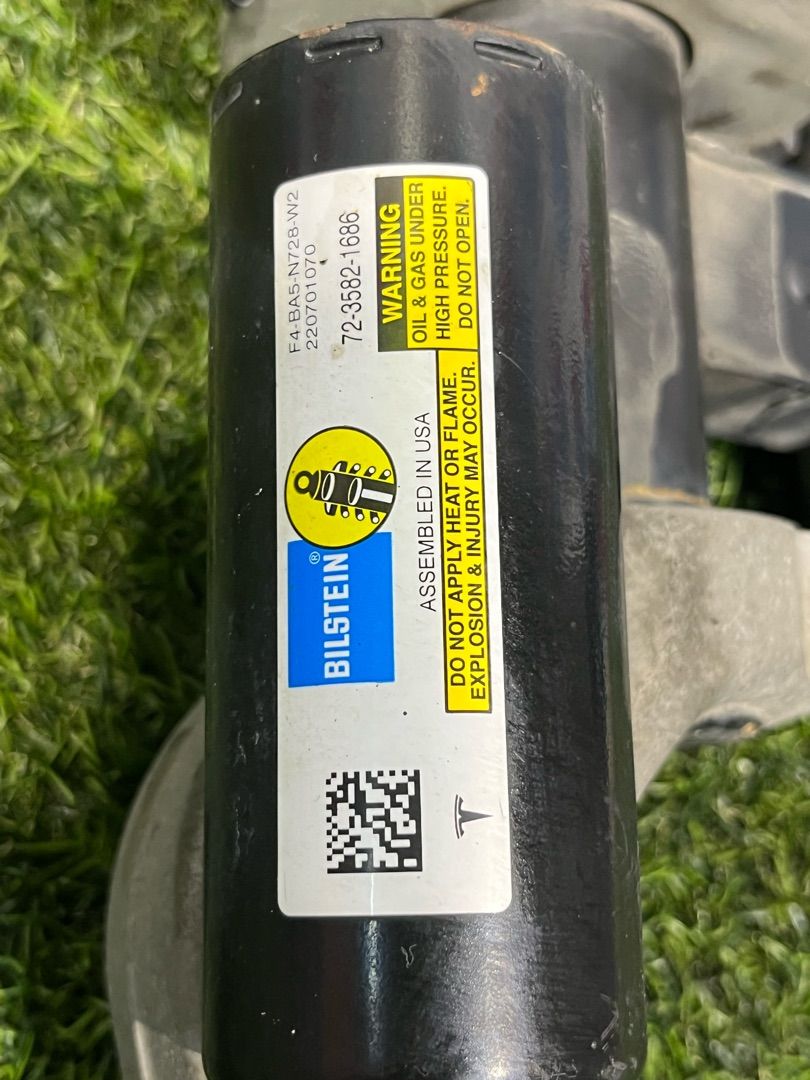 F4-BA5-N728-W2
220701070
72-3582-1686
WARNING
OIL & GAS UNDER
HIGH PRESSURE.
DO NOT OPEN.
BILSTEIN®
ASSEMBLED IN USA
DO NOT APPLY HEAT OR FLAME.
EXPLOSION & INJURY MAY OCCUR.